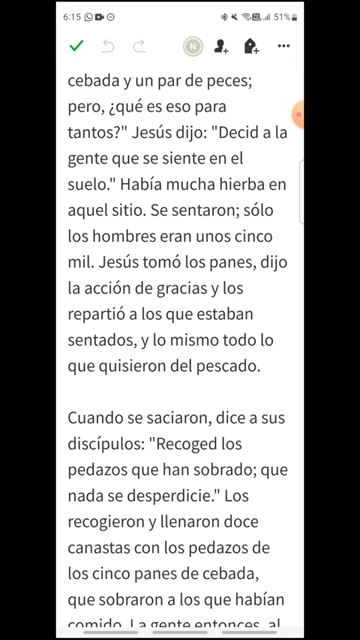 6:15
51%
N
cebada y un par de peces;
pero, ¿qué es eso para
tantos?" Jesús dijo: "Decid a la
gente que se siente en el
suelo." Había mucha hierba en
aquel sitio. Se sentaron; sólo
los hombres eran unos cinco
mil. Jesús tomó los panes, dijo
la acción de gracias y los
repartió a los que estaban
sentados, y lo mismo todo lo
que quisieron del pescado.
Cuando se saciaron, dice a sus
discípulos: "Recoged los
pedazos que han sobrado; que
nada se desperdicie." Los
recogieron y llenaron doce
canastas con los pedazos de
los cinco panes de cebada,
que sobraron a los que habían
comido. La gente entonces, al